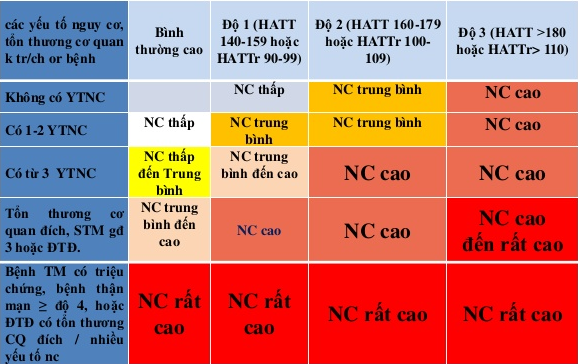 các yếu tố nguy cơ,
tổn thương cơ quan
k tr/ch or bệnh
Bình
thường cao
Độ 1 (HATT
140-159 hoặc
HATTr 90-99)
Độ 2 (HATT 160-179
hoặc HATTr 100-
109)
Độ 3 (HATT >180
hoặc HATTr> 110)
Không có YTNC
NC thấp
NC trung bình
NC cao
Có 1-2 YTNC
NC thấp
NC trung
bình
NC trung bình
NC cao
Có từ 3 YTNC
NC thấp
đến Trung
bình
NC trung
bình đến cao
NC cao
NC cao
Tổn thương cơ
quan đích, STM gđ
3 hoặc ĐTĐ.
NC trung
bình đến
cao
NC cao
NC cao
NC cao
đến rất cao
Bệnh TM có triệu
chứng, bệnh thận
mạn ≥ độ 4, hoặc
ĐTĐ có tổn thương
CQ đích / nhiều
yếu tố nc
NC rất
cao
NC rất
cao
NC rất
cao
NC rất
cao